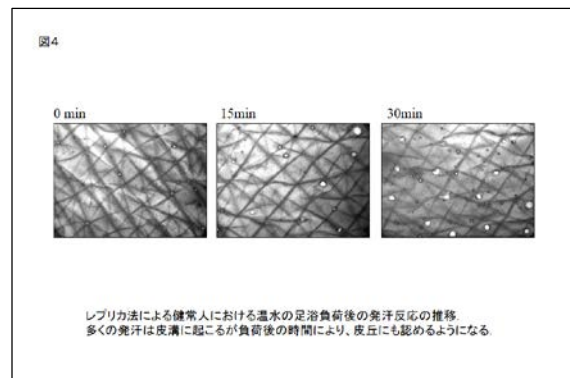 図4
0 min 15min 30min
レプリカ法による健常人における温水の足浴負荷後の発汗反応の推移.
多くの発汗は皮溝に起こるが負荷後の時間により、皮丘にも認めるようになる.